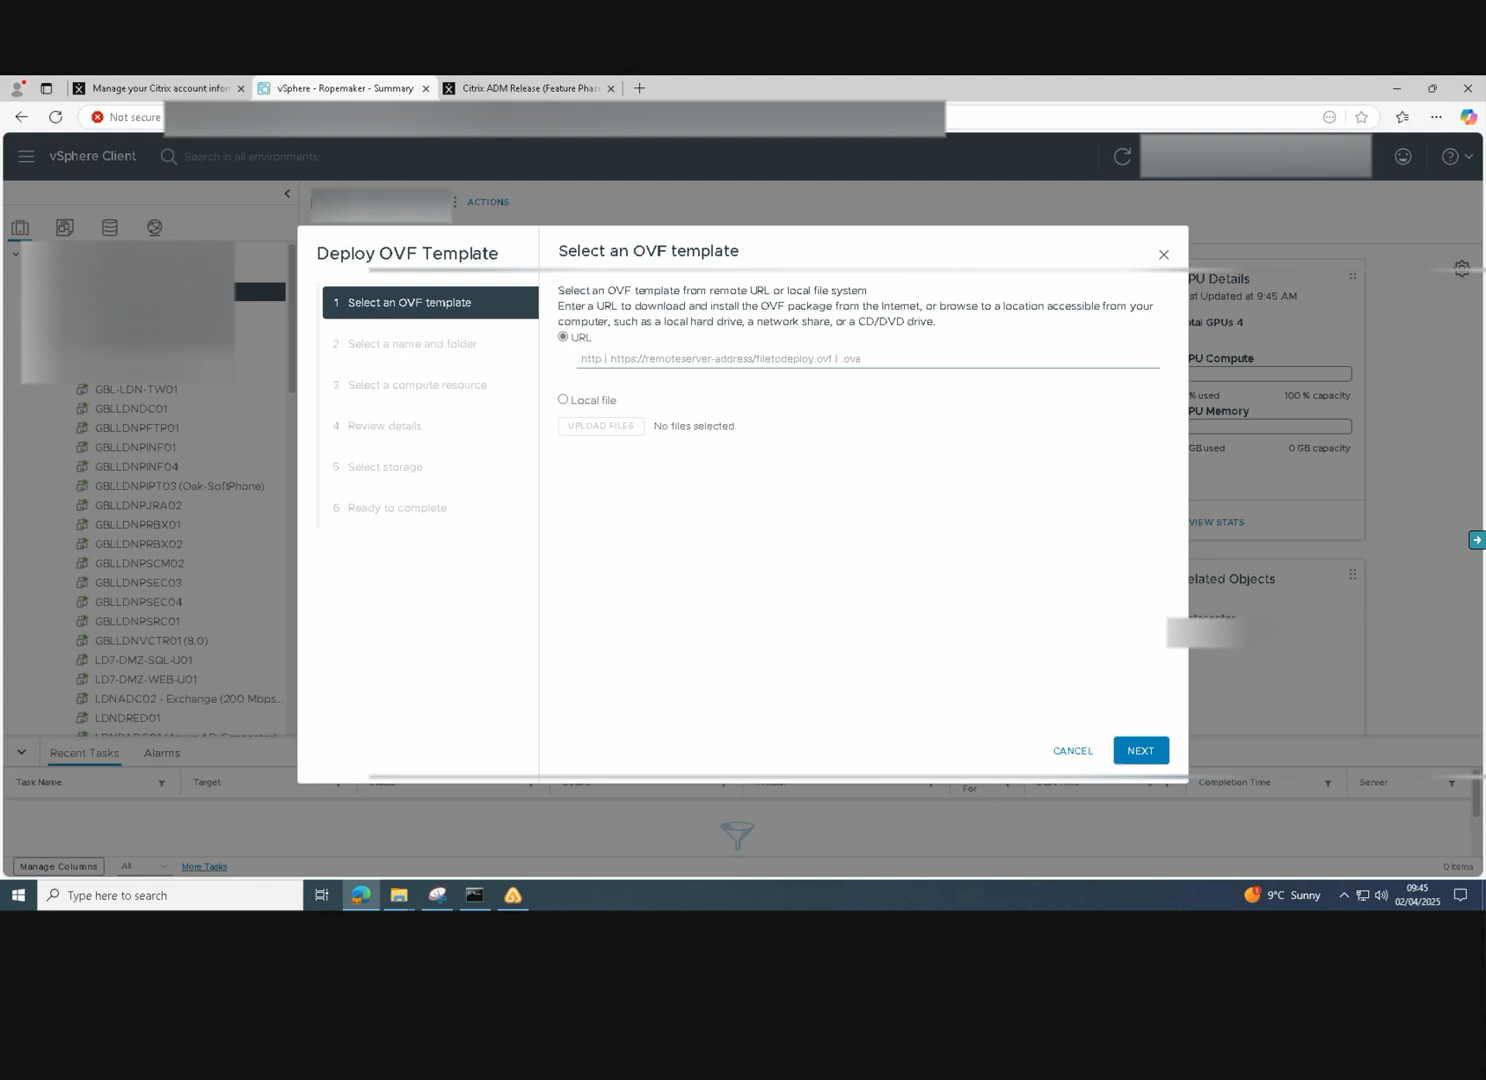 Manage your Citrix account infor
vSphere - Ropemaker - Summary
Citrix ADM Release (Feature Phas
Not secure
vSphere Client
Search in all environments
ACTIONS
Deploy OVF Template
1 Select an OVF template
2 Select a name and folder
3 Select a compute resource
4 Review details
5 Select storage
6 Ready to complete
Select an OVF template
Select an OVF template from remote URL or local file system
Enter a URL to download and install the OVF package from the Internet, or browse to a location accessible from your
computer, such as a local hard drive, a network share, or a CD/DVD drive.
URL
http | https://remoteserver-address/filetodeploy.ovf | .ova
Local file
UPLOAD FILES No files selected.
CANCEL NEXT
PU Details
st Updated at 9:45 AM
tal GPUs 4
PU Compute
% used 100 % capacity
PU Memory
GB used 0 GB capacity
VIEW STATS
elated Objects
GBL-LDN-TW01
GBLLDNDC01
GBLLDNPFTP01
GBLLDNPINF01
GBLLDNPINF04
GBLLDNPIPT03 (Oak-SoftPhone)
GBLLDNPJRA02
GBLLDNPRBX01
GBLLDNPRBX02
GBLLDNPSCM02
GBLLDNPSEC03
GBLLDNPSEC04
GBLLDNPSRC01
GBLLDNVCTR01 (8.0)
LD7-DMZ-SQL-U01
LD7-DMZ-WEB-U01
LDNADC02 - Exchange (200 Mbps...
LDNDRED01
Recent Tasks Alarms
Task Name Target For Completion Time Server
Manage Columns All More Tasks 0 items
Type here to search
9°C Sunny
09:45
02/04/2025